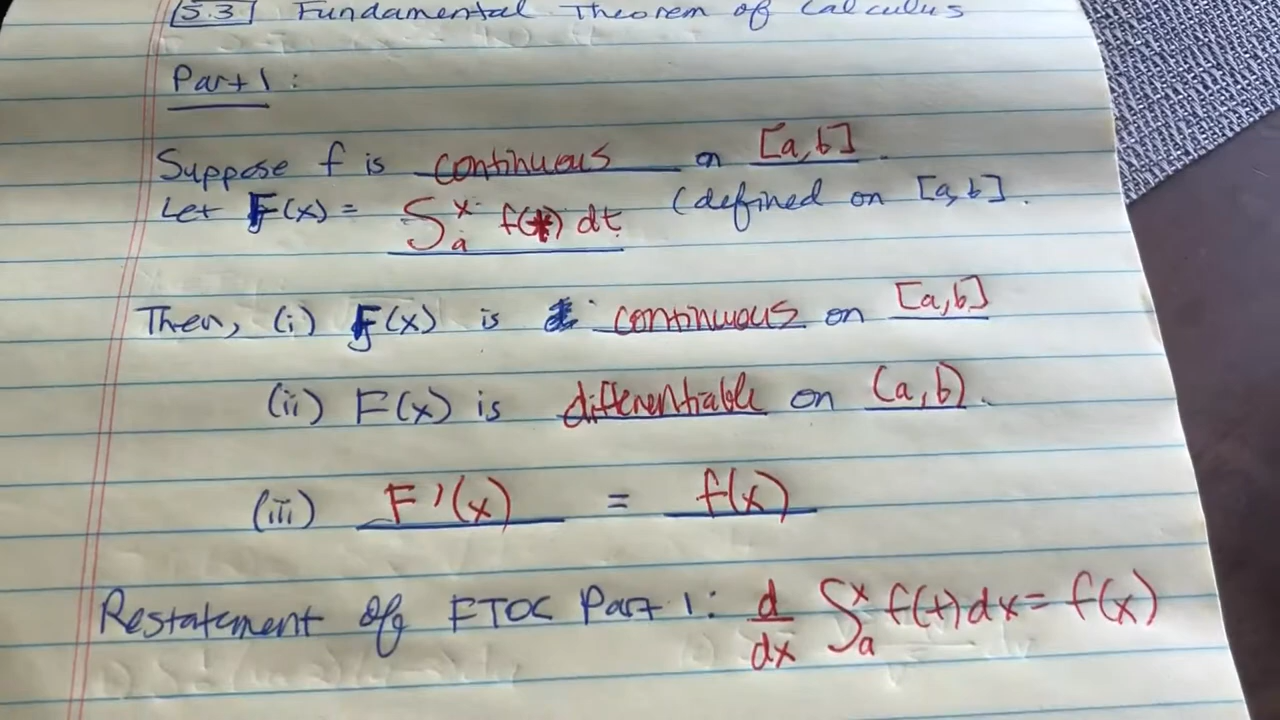 5.3 Fundamental Theorem of Calculus
Part 1:
Suppose f is continuous on [a,b].
Let F(x) = ∫ₐˣ f(t) dt (defined on [a,b].
Then, (i) F(x) is continuous on [a,b]
(ii) F(x) is differentiable on (a,b).
(iii) F'(x) = f(x)
Restatement of FTOC Part 1: d/dx ∫ₐˣ f(t) dx = f(x)